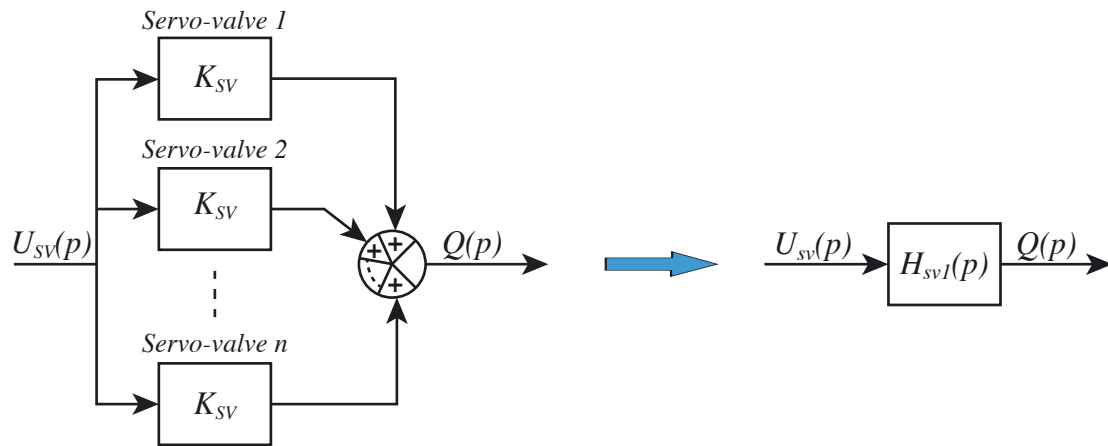 Servo-valve 1
K_SV
Servo-valve 2
K_SV
U_SV(p)
+
+
+
Q(p)
Servo-valve n
K_SV
U_sv(p)
H_sv1(p)
Q(p)